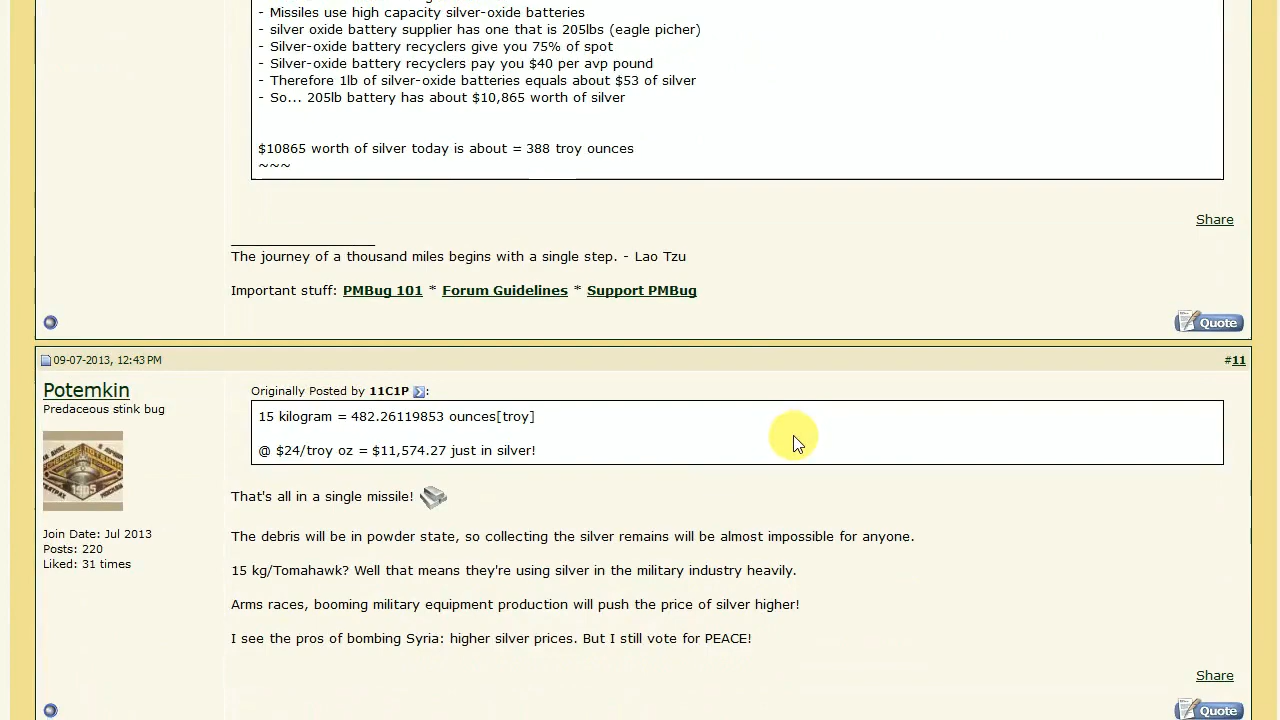 - Missiles use high capacity silver-oxide batteries
- silver oxide battery supplier has one that is 205lbs (eagle picher)
- Silver-oxide battery recyclers give you 75% of spot
- Silver-oxide battery recyclers pay you $40 per avp pound
- Therefore 1lb of silver-oxide batteries equals about $53 of silver
- So... 205lb battery has about $10,865 worth of silver
$10865 worth of silver today is about = 388 troy ounces
~~~
Share
The journey of a thousand miles begins with a single step. - Lao Tzu
Important stuff: PMBug 101 * Forum Guidelines * Support PMBug
Quote
09-07-2013, 12:43 PM
#11
Potemkin
Predaceous stink bug
Join Date: Jul 2013
Posts: 220
Liked: 31 times
Originally Posted by 11C1P :
15 kilogram = 482.26119853 ounces[troy]
@ $24/troy oz = $11,574.27 just in silver!
That's all in a single missile!
The debris will be in powder state, so collecting the silver remains will be almost impossible for anyone.
15 kg/Tomahawk? Well that means they're using silver in the military industry heavily.
Arms races, booming military equipment production will push the price of silver higher!
I see the pros of bombing Syria: higher silver prices. But I still vote for PEACE!
Share
Quote